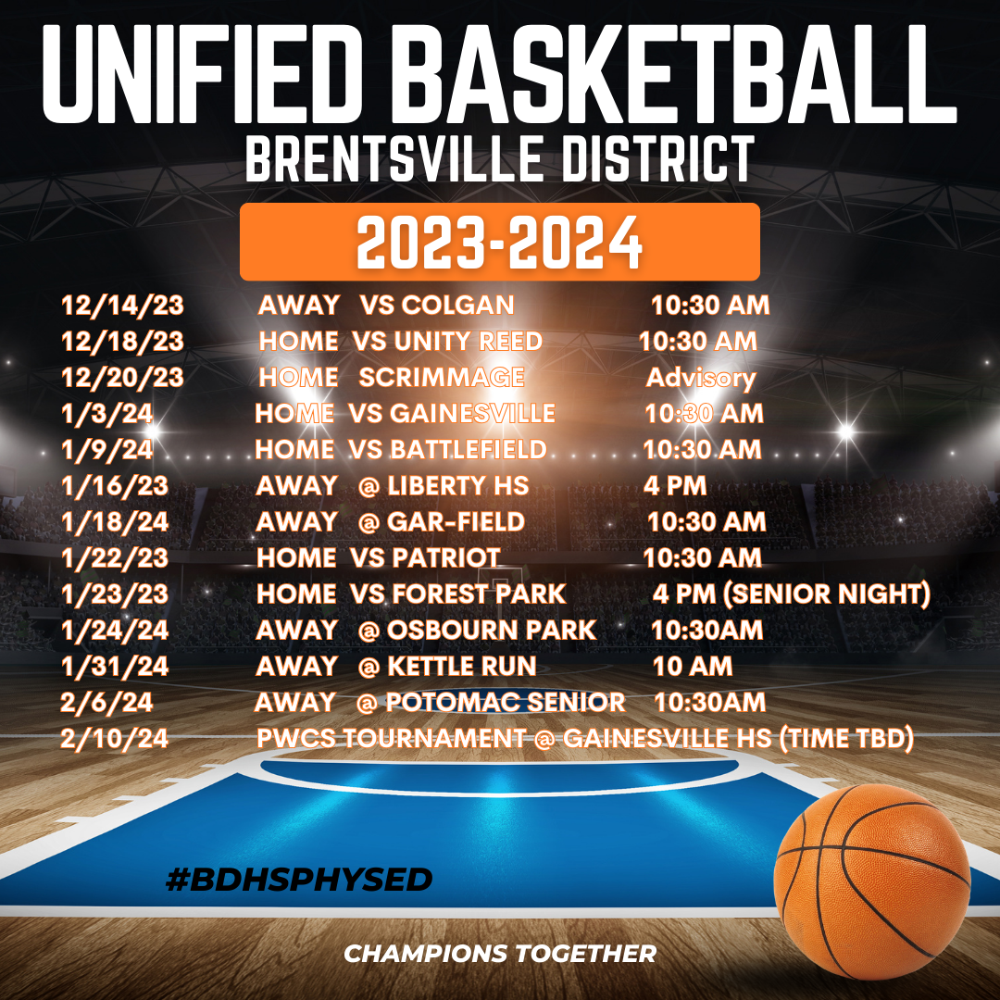 UNIFIED BASKETBALL
BRENTSVILLE DISTRICT
2023-2024
12/14/23 AWAY VS COLGAN 10:30 AM
12/18/23 HOME VS UNITY REED 10:30 AM
12/20/23 HOME SCRIMMAGE Advisory
1/3/24 HOME VS GAINESVILLE 10:30 AM
1/9/24 HOME VS BATTLEFIELD 10:30 AM
1/16/23 AWAY @ LIBERTY HS 4 PM
1/18/24 AWAY @ GAR-FIELD 10:30 AM
1/22/23 HOME VS PATRIOT 10:30 AM
1/23/23 HOME VS FOREST PARK 4 PM (SENIOR NIGHT)
1/24/24 AWAY @ OSBOURN PARK 10:30AM
1/31/24 AWAY @ KETTLE RUN 10 AM
2/6/24 AWAY @ POTOMAC SENIOR 10:30AM
2/10/24 PWCS TOURNAMENT @ GAINESVILLE HS (TIME TBD)
#BDHSPHYSED
CHAMPIONS TOGETHER